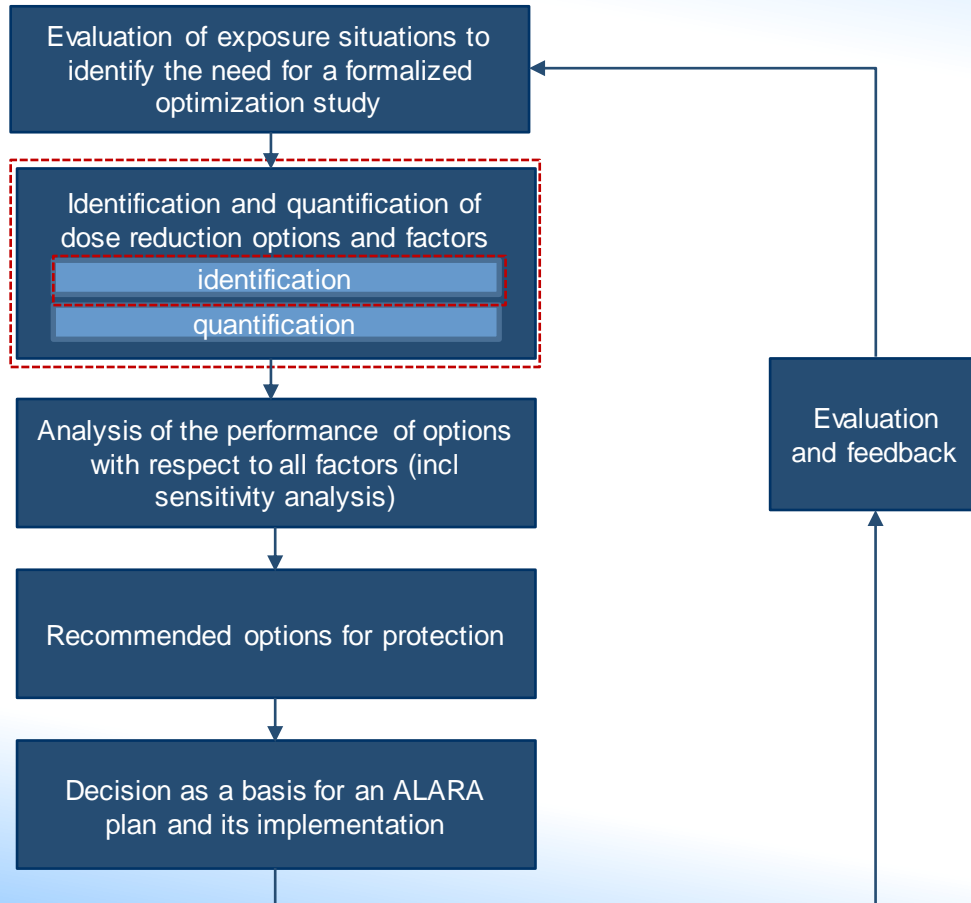 Evaluation of exposure situations to
identify the need for a formalized
optimization study
Identification and quantification of
dose reduction options and factors
identification
quantification
Analysis of the performance of options
with respect to all factors (incl
sensitivity analysis)
Evaluation
and feedback
Recommended options for protection
Decision as a basis for an ALARA
plan and its implementation